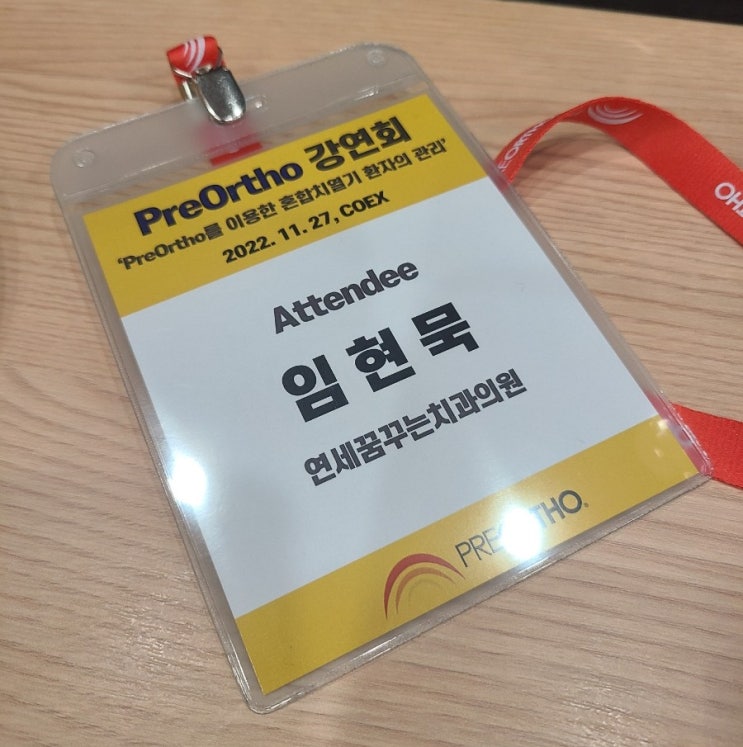 PreOrtho 강연회
'PreOrtho를 이용한 혼합치열기 환자의 관리'
2022. 11. 27, COEX
Attendee
임현묵
연세꿈꾸는치과의원
PREORTHO®